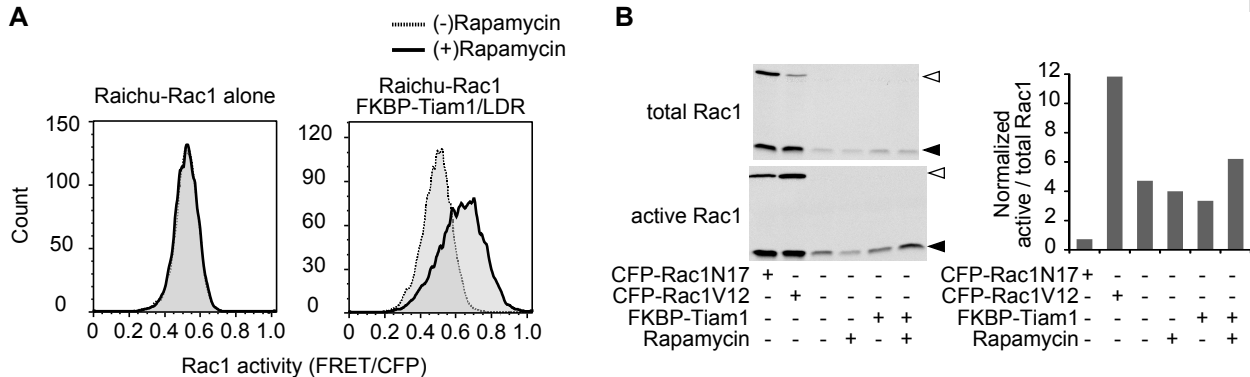 A
(-)Rapamycin
(+)Rapamycin
Raichu-Rac1 alone
Raichu-Rac1
FKBP-Tiam1/LDR
Count
150
100
50
0
0 0.2 0.4 0.6 0.8 1.0
120
90
60
30
0
0 0.2 0.4 0.6 0.8 1.0
Rac1 activity (FRET/CFP)
B
total Rac1
active Rac1
CFP-Rac1N17 + - - - - -
CFP-Rac1V12 - + - - - -
FKBP-Tiam1 - - - - + +
Rapamycin - - - + - +
Normalized
active / total Rac1
12
10
8
6
4
2
0
CFP-Rac1N17 + - - - - -
CFP-Rac1V12 - + - - - -
FKBP-Tiam1 - - - - + +
Rapamycin - - - + - +